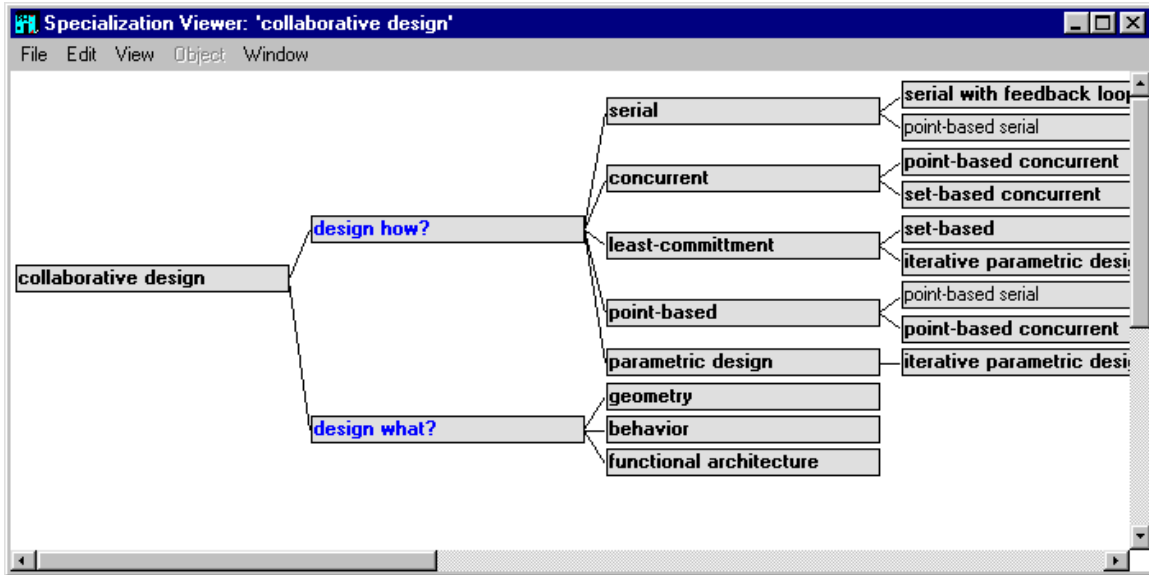 Specialization Viewer: 'collaborative design'
File Edit View Object Window
collaborative design
design how?
serial
serial with feedback loop
point-based serial
concurrent
point-based concurrent
set-based concurrent
least-committment
set-based
iterative parametric desi
point-based
point-based serial
point-based concurrent
parametric design
iterative parametric desi
design what?
geometry
behavior
functional architecture